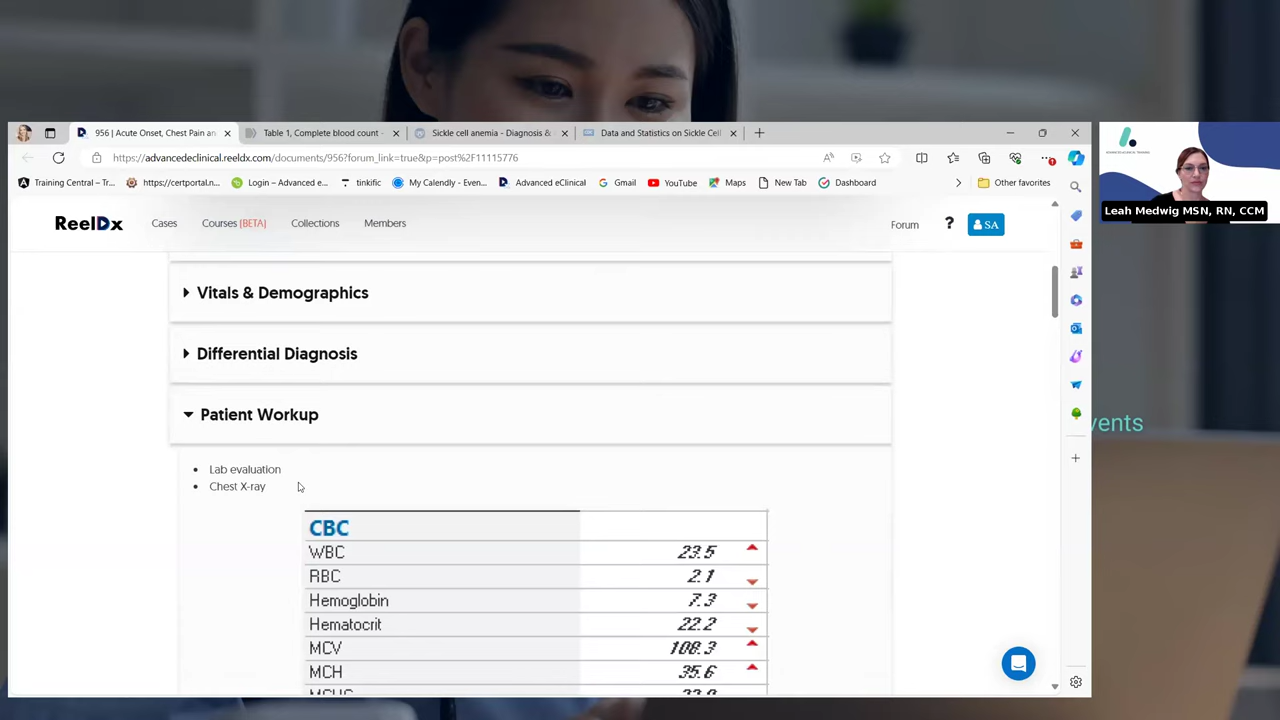 956 | Acute Onset, Chest Pain an
Table 1, Complete blood count -
Sickle cell anemia - Diagnosis &
Data and Statistics on Sickle Cell
https://advancedeclinical.reeldx.com/documents/956?forum_link=true&p=post%2F11115776
Training Central – Tr...
https://certportal.n...
Login – Advanced e...
tinkific
My Calendly - Even...
Advanced eClinical
Gmail
YouTube
Maps
New Tab
Dashboard
Other favorites
Leah Medwig MSN, RN, CCM
ReelDx
Cases
Courses [BETA]
Collections
Members
Forum
?
SA
Vitals & Demographics
Differential Diagnosis
Patient Workup
vents
Lab evaluation
Chest X-ray
CBC
WBC 23.5
RBC 2.1
Hemoglobin 7.3
Hematocrit 22.2
MCV 108.3
MCH 35.6